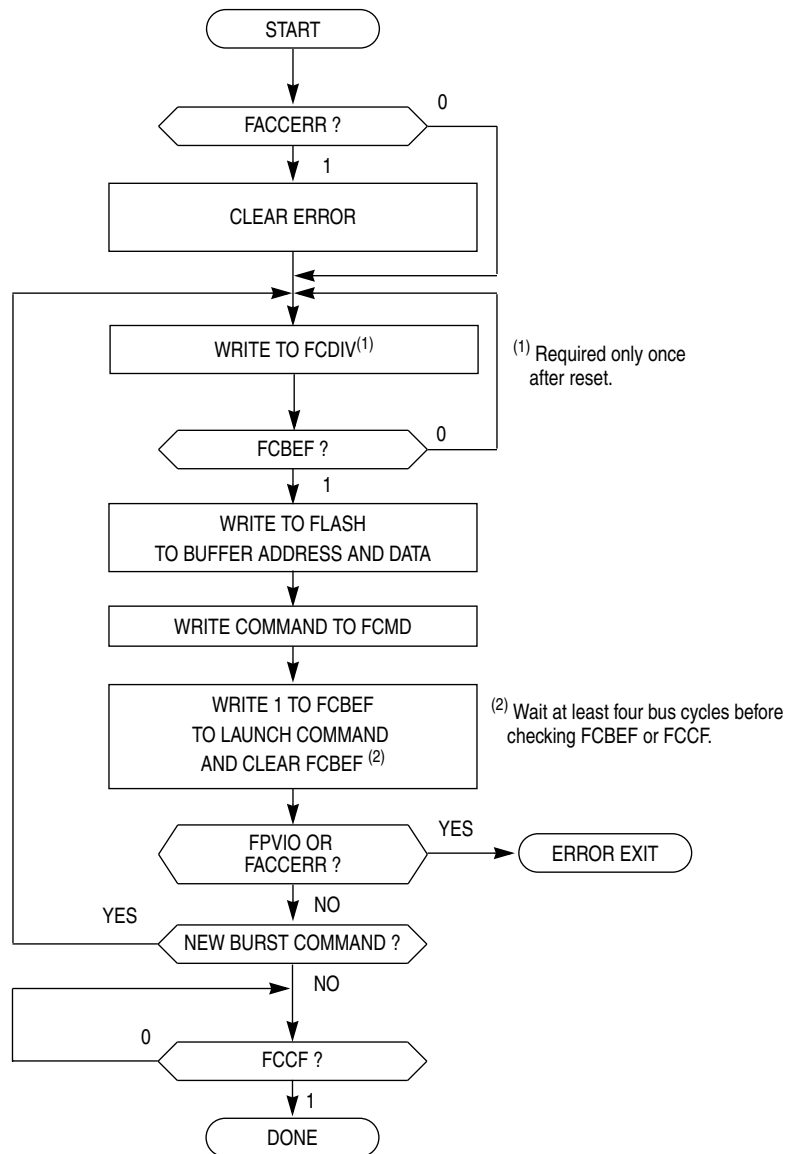 START
0
FACCERR ?
1
CLEAR ERROR
WRITE TO FCDIV(1)
(1) Required only once
after reset.
0
FCBEF ?
1
WRITE TO FLASH
TO BUFFER ADDRESS AND DATA
WRITE COMMAND TO FCMD
WRITE 1 TO FCBEF
TO LAUNCH COMMAND
AND CLEAR FCBEF (2)
(2) Wait at least four bus cycles before
checking FCBEF or FCCF.
FPVIO OR
FACCERR ?
YES
ERROR EXIT
NO
YES
NEW BURST COMMAND ?
NO
0
FCCF ?
1
DONE